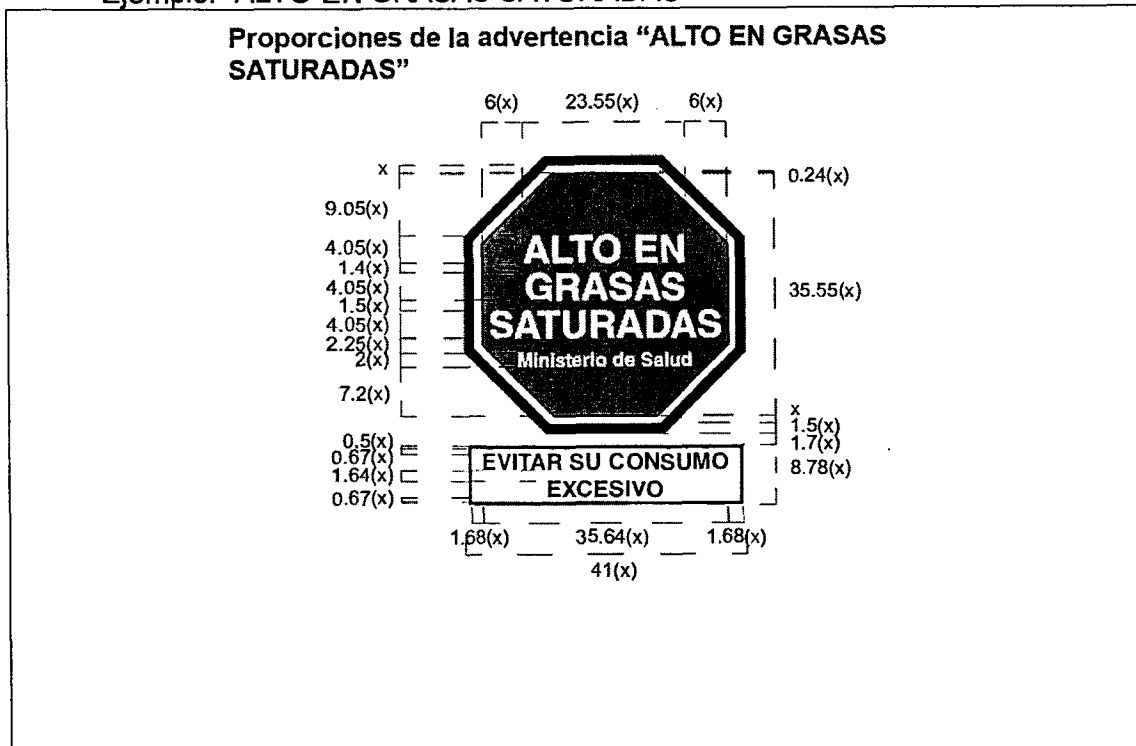 Proporciones de la advertencia “ALTO EN GRASAS
SATURADAS”
6(x) 23.55(x) 6(x)
x
0.24(x)
9.05(x)
4.05(x)
1.4(x)
4.05(x)
1.5(x)
4.05(x)
2.25(x)
2(x)
7.2(x)
35.55(x)
ALTO EN
GRASAS
SATURADAS
Ministerio de Salud
x
1.5(x)
1.7(x)
8.78(x)
0.5(x)
0.67(x)
1.64(x)
0.67(x)
EVITAR SU CONSUMO
EXCESIVO
1.68(x) 35.64(x) 1.68(x)
41(x)